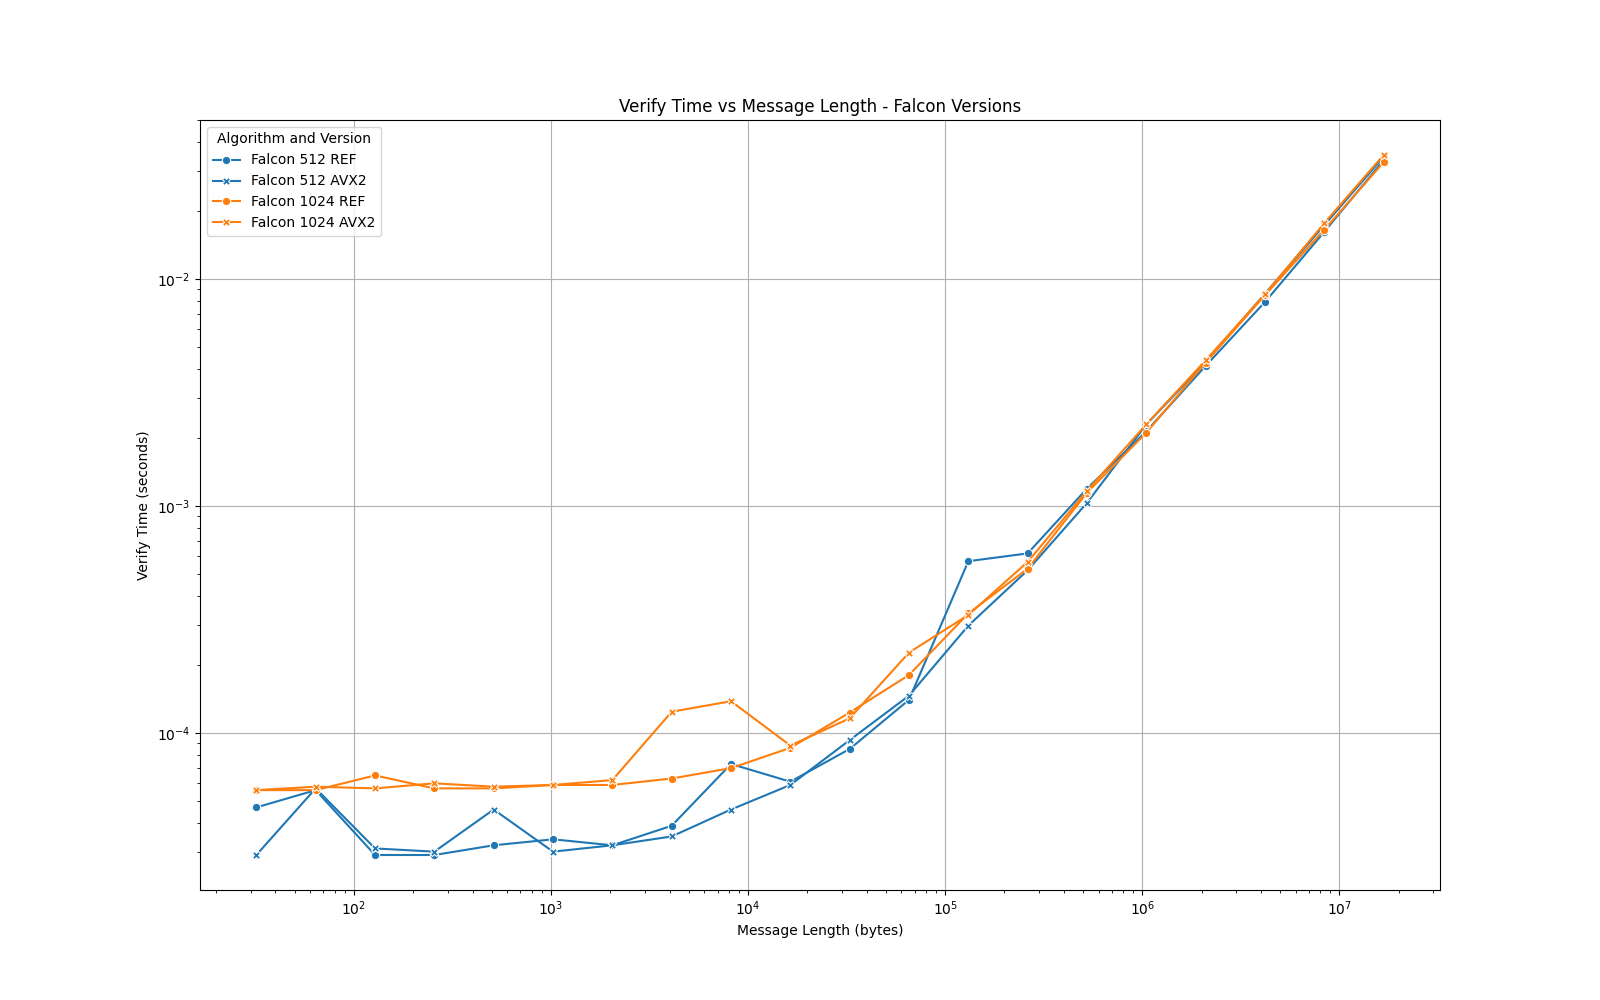 Verify Time vs Message Length - Falcon Versions
Algorithm and Version
Falcon 512 REF
Falcon 512 AVX2
Falcon 1024 REF
Falcon 1024 AVX2
Verify Time (seconds)
10⁻²
10⁻³
10⁻⁴
10²
10³
10⁴
10⁵
10⁶
10⁷
Message Length (bytes)